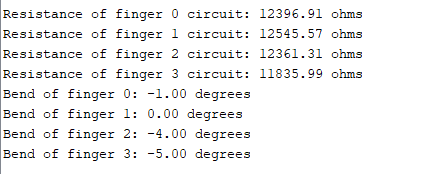 Resistance of finger 0 circuit: 12396.91 ohms
Resistance of finger 1 circuit: 12545.57 ohms
Resistance of finger 2 circuit: 12361.31 ohms
Resistance of finger 3 circuit: 11835.99 ohms
Bend of finger 0: -1.00 degrees
Bend of finger 1: 0.00 degrees
Bend of finger 2: -4.00 degrees
Bend of finger 3: -5.00 degrees